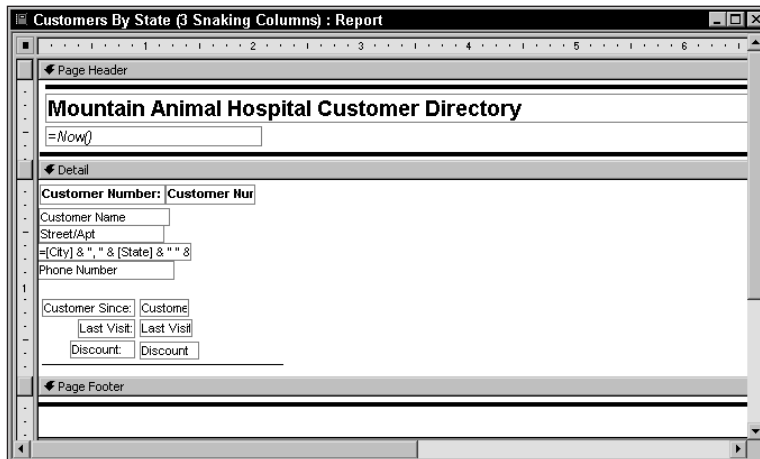 Customers By State (3 Snaking Columns) : Report
1 2 3 4 5 6
Page Header
Mountain Animal Hospital Customer Directory
=Now()
Detail
Customer Number: Customer Nur
Customer Name
Street/Apt
=[City] & ", " & [State] & " " &
Phone Number
1
Customer Since: Custome
Last Visit: Last Visit
Discount: Discount
Page Footer